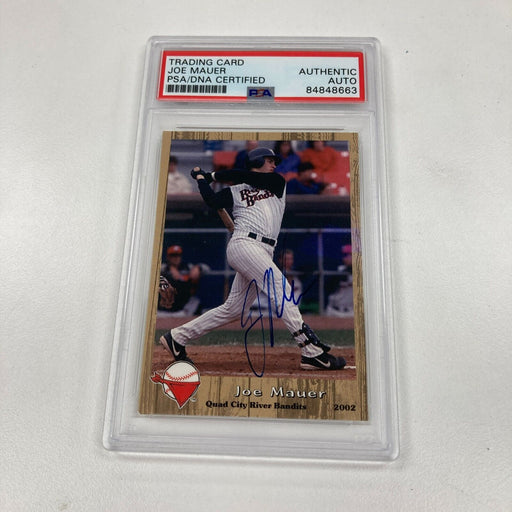 TRADING CARD
JOE MAUER
PSA/DNA CERTIFIED
AUTHENTIC
AUTO
84848663
PSA
River
Bandits
Joe Mauer
Quad City River Bandits
2002